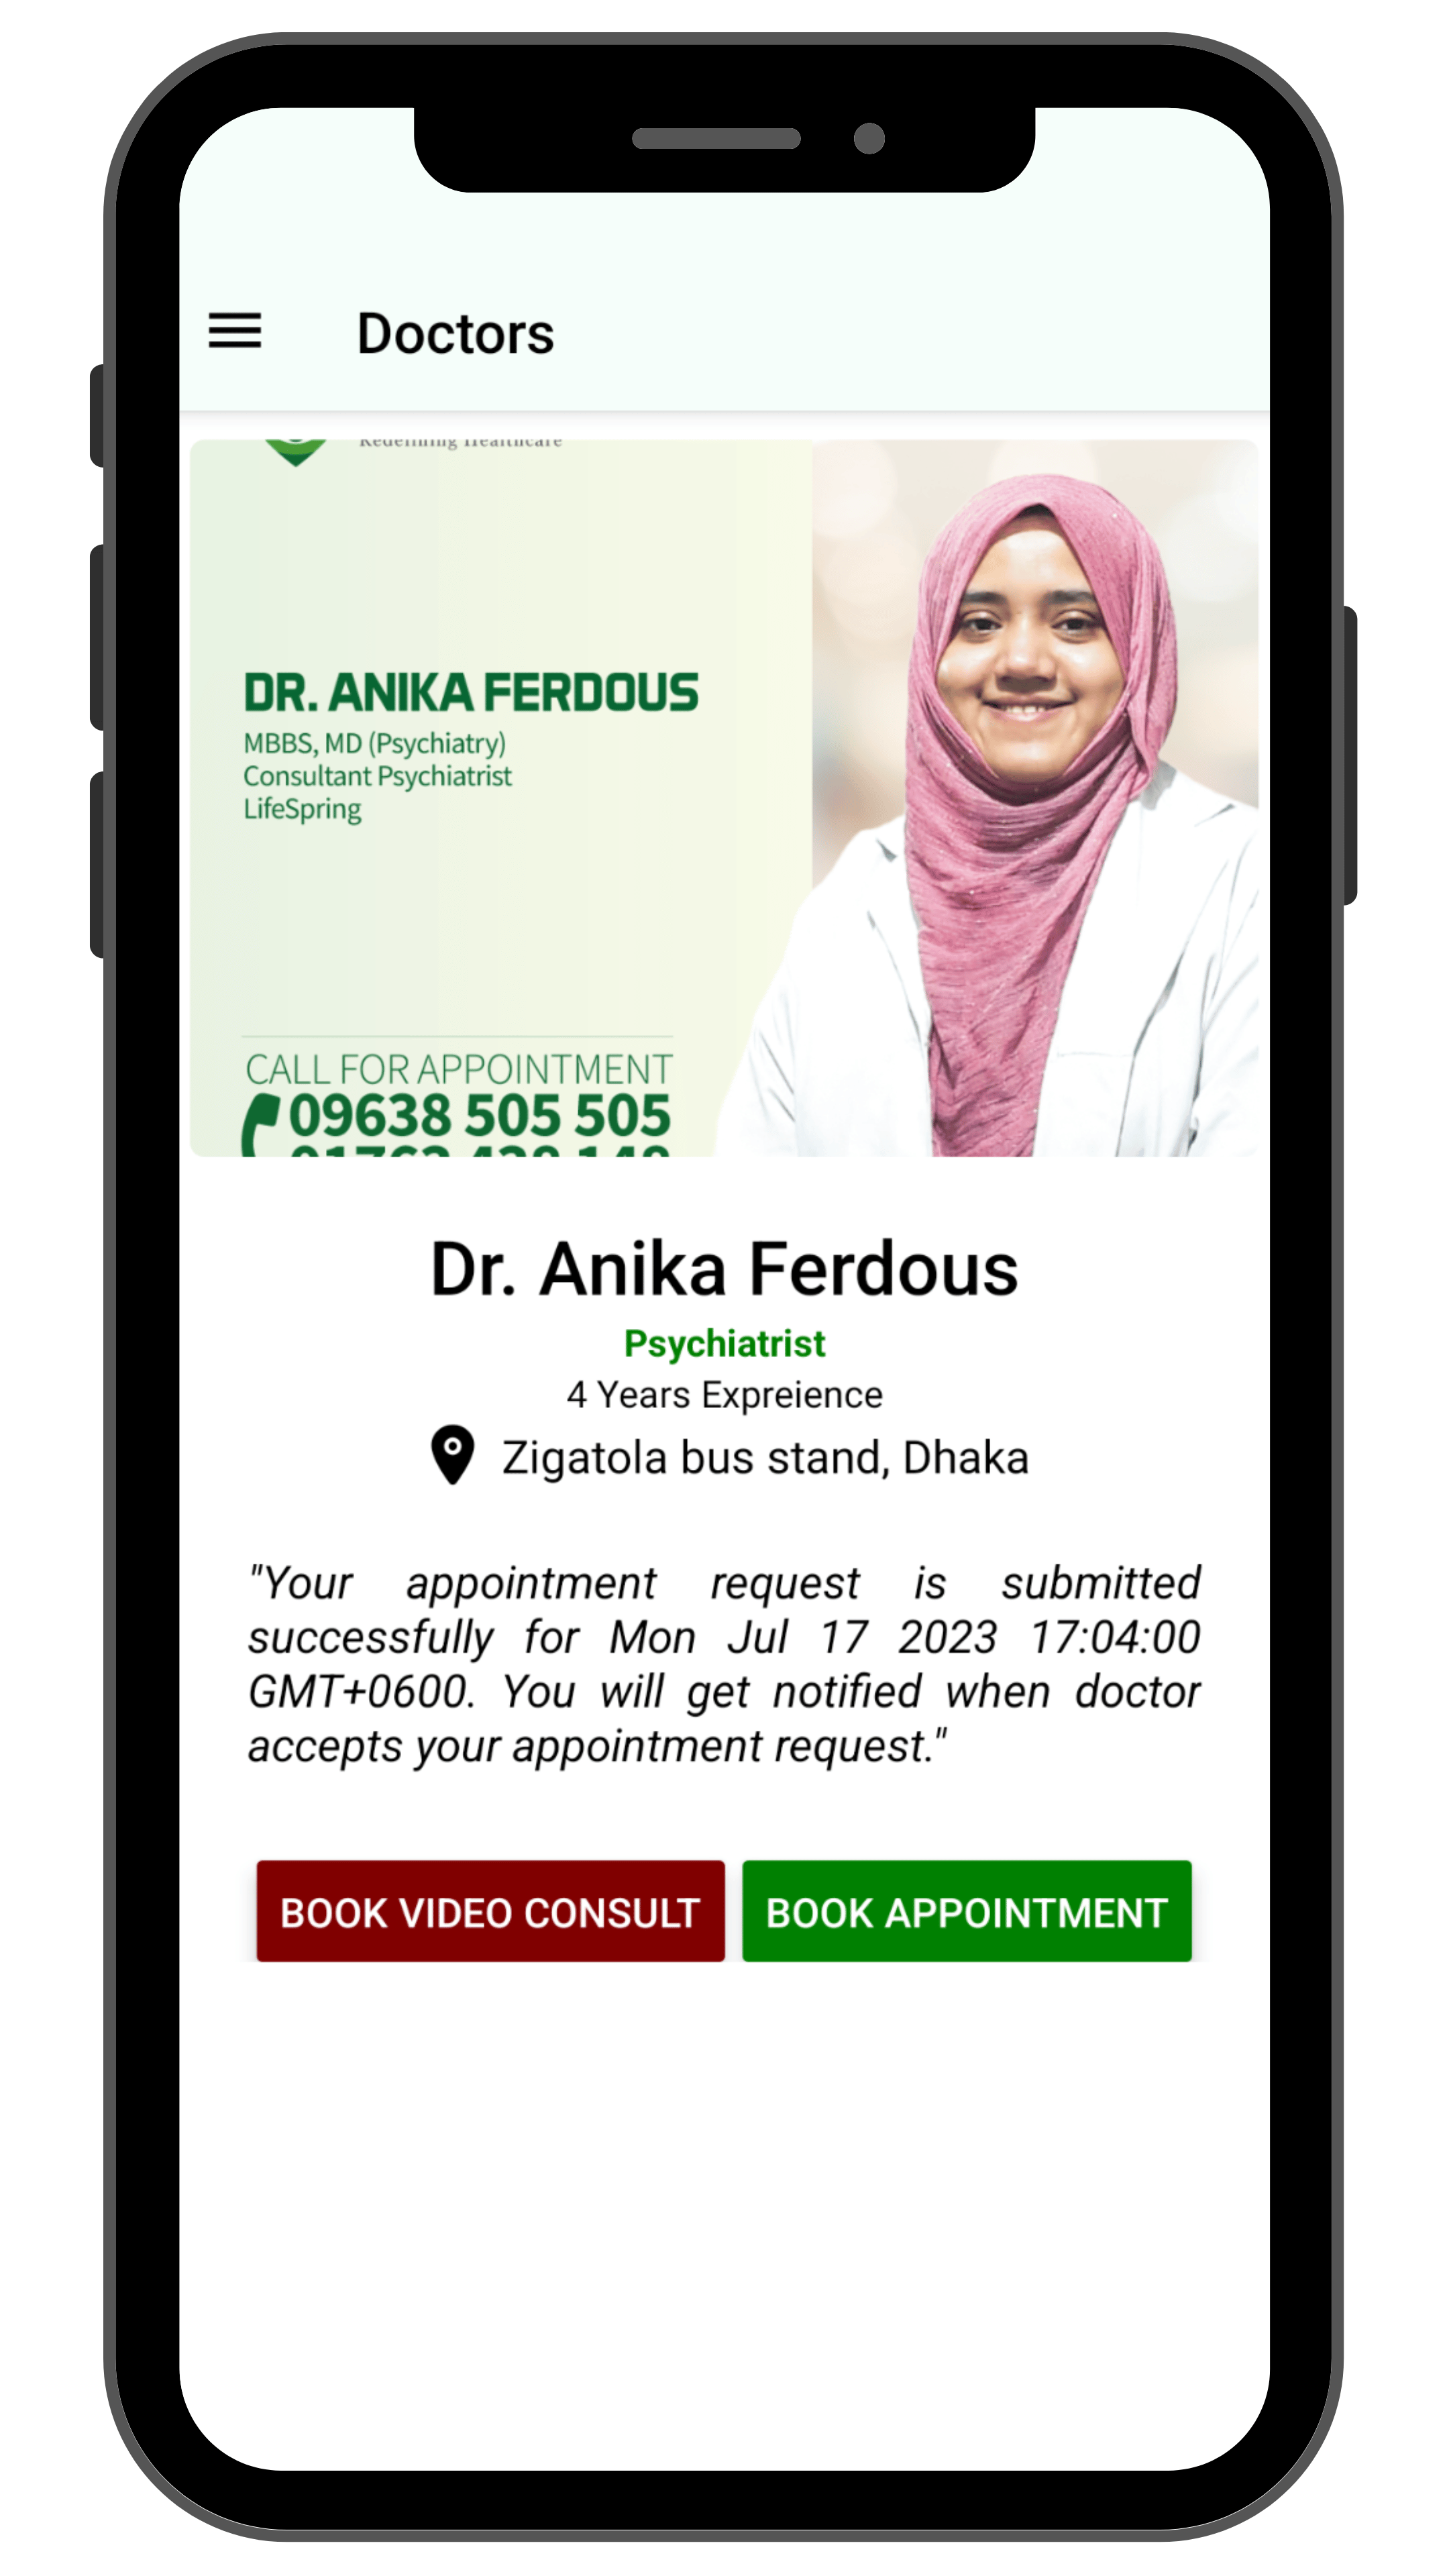 Doctors
Redefining Healthcare
DR. ANIKA FERDOUS
MBBS, MD (Psychiatry)
Consultant Psychiatrist
LifeSpring
CALL FOR APPOINTMENT
09638 505 505
Dr. Anika Ferdous
Psychiatrist
4 Years Expreience
Zigatola bus stand, Dhaka
"Your appointment request is submitted
successfully for Mon Jul 17 2023 17:04:00
GMT+0600. You will get notified when doctor
accepts your appointment request."
BOOK VIDEO CONSULT
BOOK APPOINTMENT